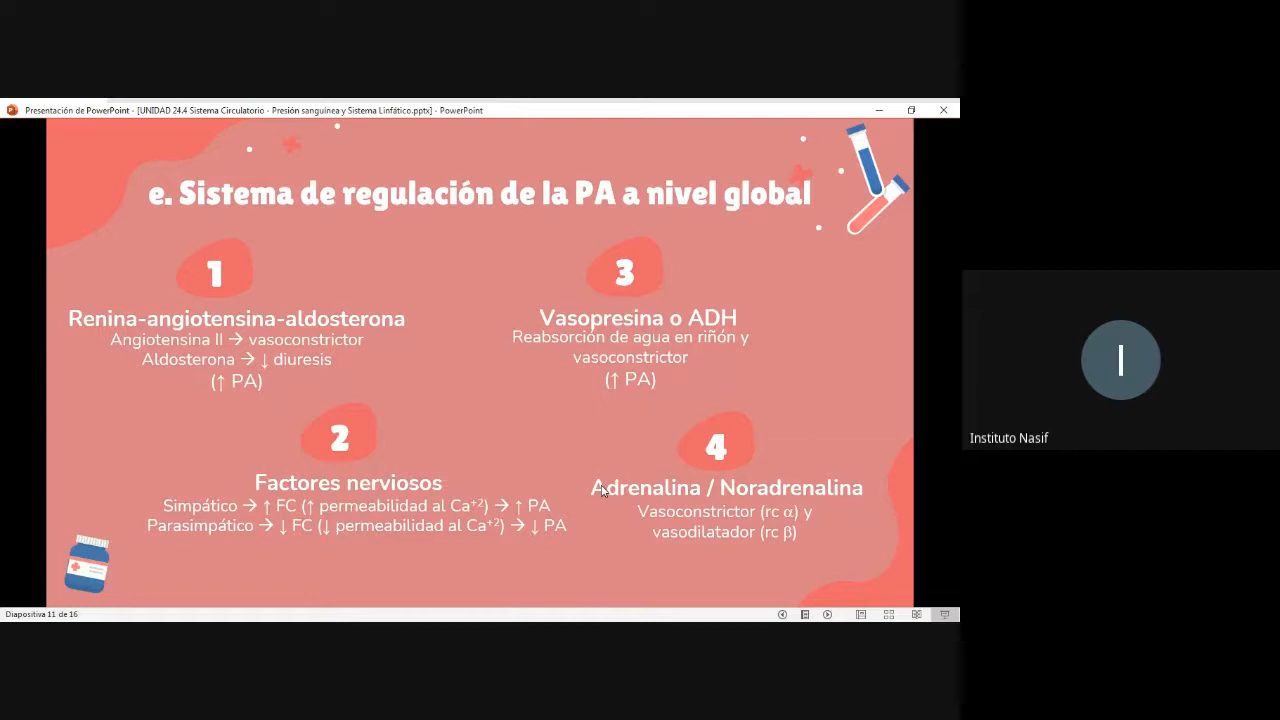 Presentación de PowerPoint - [UNIDAD 24.4 Sistema Circulatorio - Presión sanguínea y Sistema Linfático.pptx] - PowerPoint
e. Sistema de regulación de la PA a nivel global
1
Renina-angiotensina-aldosterona
Angiotensina II → vasoconstrictor
Aldosterona → ↓ diuresis
(↑ PA)
2
Factores nerviosos
Simpático → ↑ FC (↑ permeabilidad al Ca⁺²) → ↑ PA
Parasimpático → ↓ FC (↓ permeabilidad al Ca⁺²) → ↓ PA
3
Vasopresina o ADH
Reabsorción de agua en riñón y
vasoconstrictor
(↑ PA)
4
Adrenalina / Noradrenalina
Vasoconstrictor (rc α) y
vasodilatador (rc β)
Diapositiva 11 de 16
I
Instituto Nasif